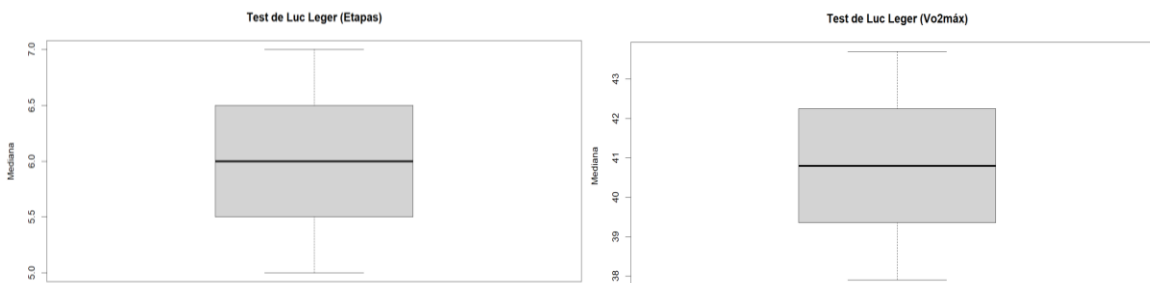 Test de Luc Leger (Etapas)
7.0
6.5
6.0
5.5
5.0
Mediana
Test de Luc Leger (Vo2máx)
43
42
41
40
39
38
Mediana